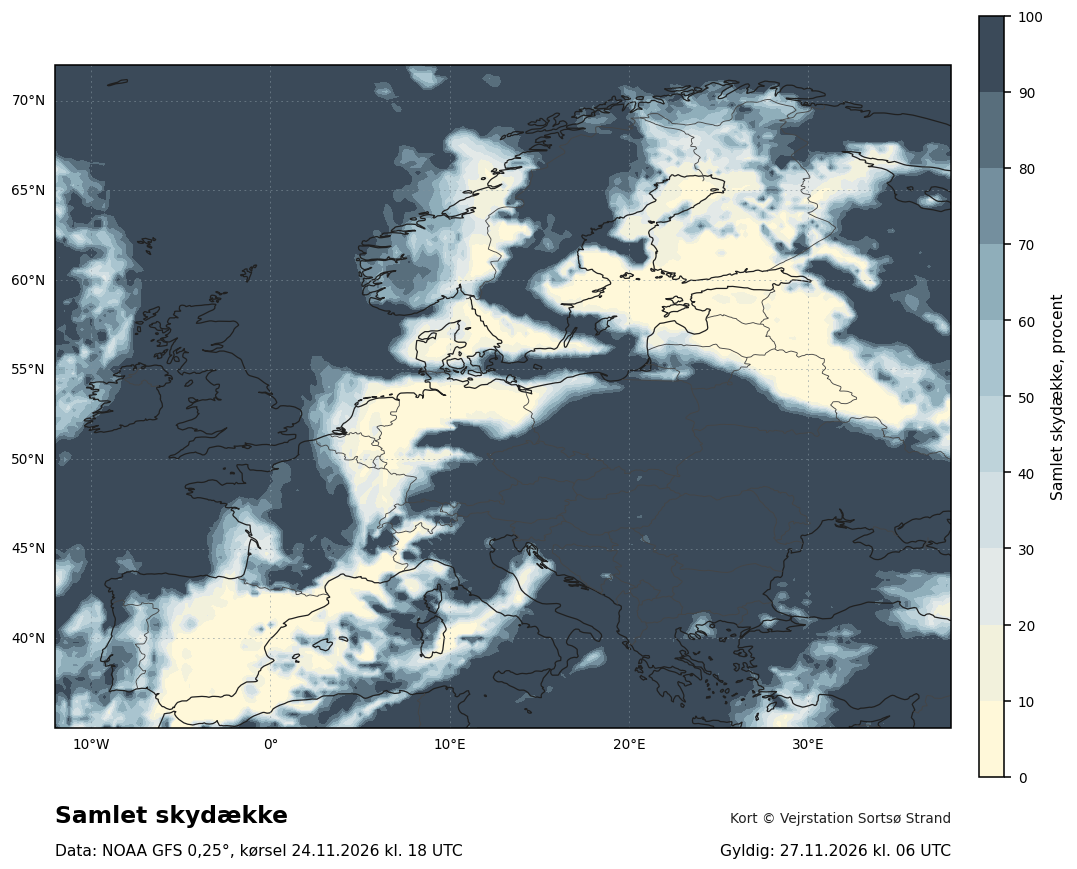 70°N
65°N
60°N
55°N
50°N
45°N
40°N
10°W
0°
10°E
20°E
30°E
100
90
80
70
60
50
40
30
20
10
0
Samlet skydække, procent
Samlet skydække
Kort © Vejrstation Sortsø Strand
Data: NOAA GFS 0,25°, kørsel 24.11.2026 kl. 18 UTC
Gyldig: 27.11.2026 kl. 06 UTC